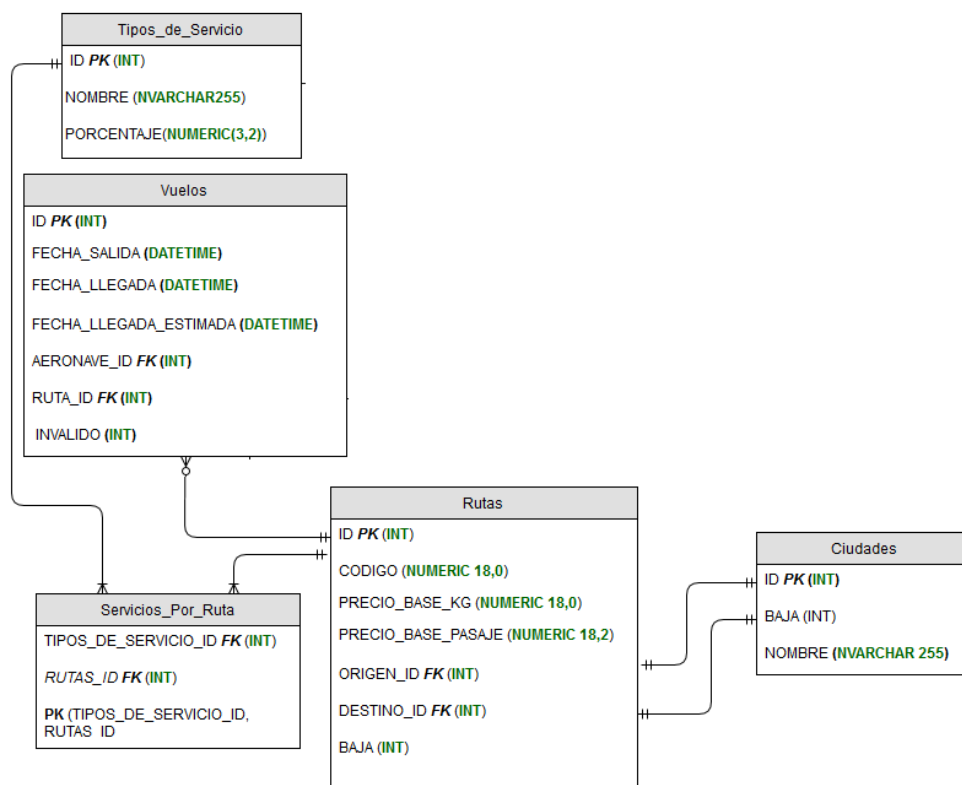 Tipos_de_Servicio
ID PK (INT)
NOMBRE (NVARCHAR255)
PORCENTAJE(NUMERIC(3,2))
Vuelos
ID PK (INT)
FECHA_SALIDA (DATETIME)
FECHA_LLEGADA (DATETIME)
FECHA_LLEGADA_ESTIMADA (DATETIME)
AERONAVE_ID FK (INT)
RUTA_ID FK (INT)
INVALIDO (INT)
Servicios_Por_Ruta
TIPOS_DE_SERVICIO_ID FK (INT)
RUTAS_ID FK (INT)
PK (TIPOS_DE_SERVICIO_ID,
RUTAS ID
Rutas
ID PK (INT)
CODIGO (NUMERIC 18,0)
PRECIO_BASE_KG (NUMERIC 18,0)
PRECIO_BASE_PASAJE (NUMERIC 18,2)
ORIGEN_ID FK (INT)
DESTINO_ID FK (INT)
BAJA (INT)
Ciudades
ID PK (INT)
BAJA (INT)
NOMBRE (NVARCHAR 255)